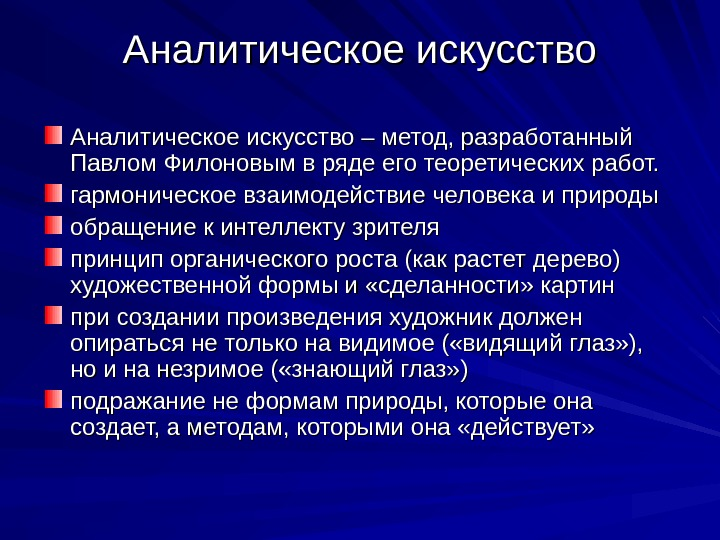 Аналитическое искусство
Аналитическое искусство – метод, разработанный
Павлом Филоновым в ряде его теоретических работ.
гармоническое взаимодействие человека и природы
обращение к интеллекту зрителя
принцип органического роста (как растет дерево)
художественной формы и «сделанности» картин
при создании произведения художник должен
опираться не только на видимое («видящий глаз»),
но и на незримое («знающий глаз»)
подражание не формам природы, которые она
создает, а методам, которыми она «действует»